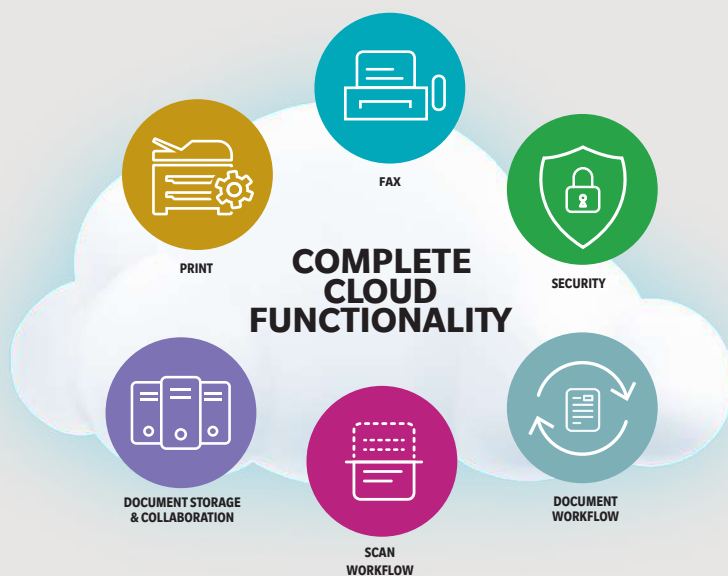 FAX
PRINT
SECURITY
COMPLETE
CLOUD
FUNCTIONALITY
DOCUMENT STORAGE
& COLLABORATION
SCAN
WORKFLOW
DOCUMENT
WORKFLOW